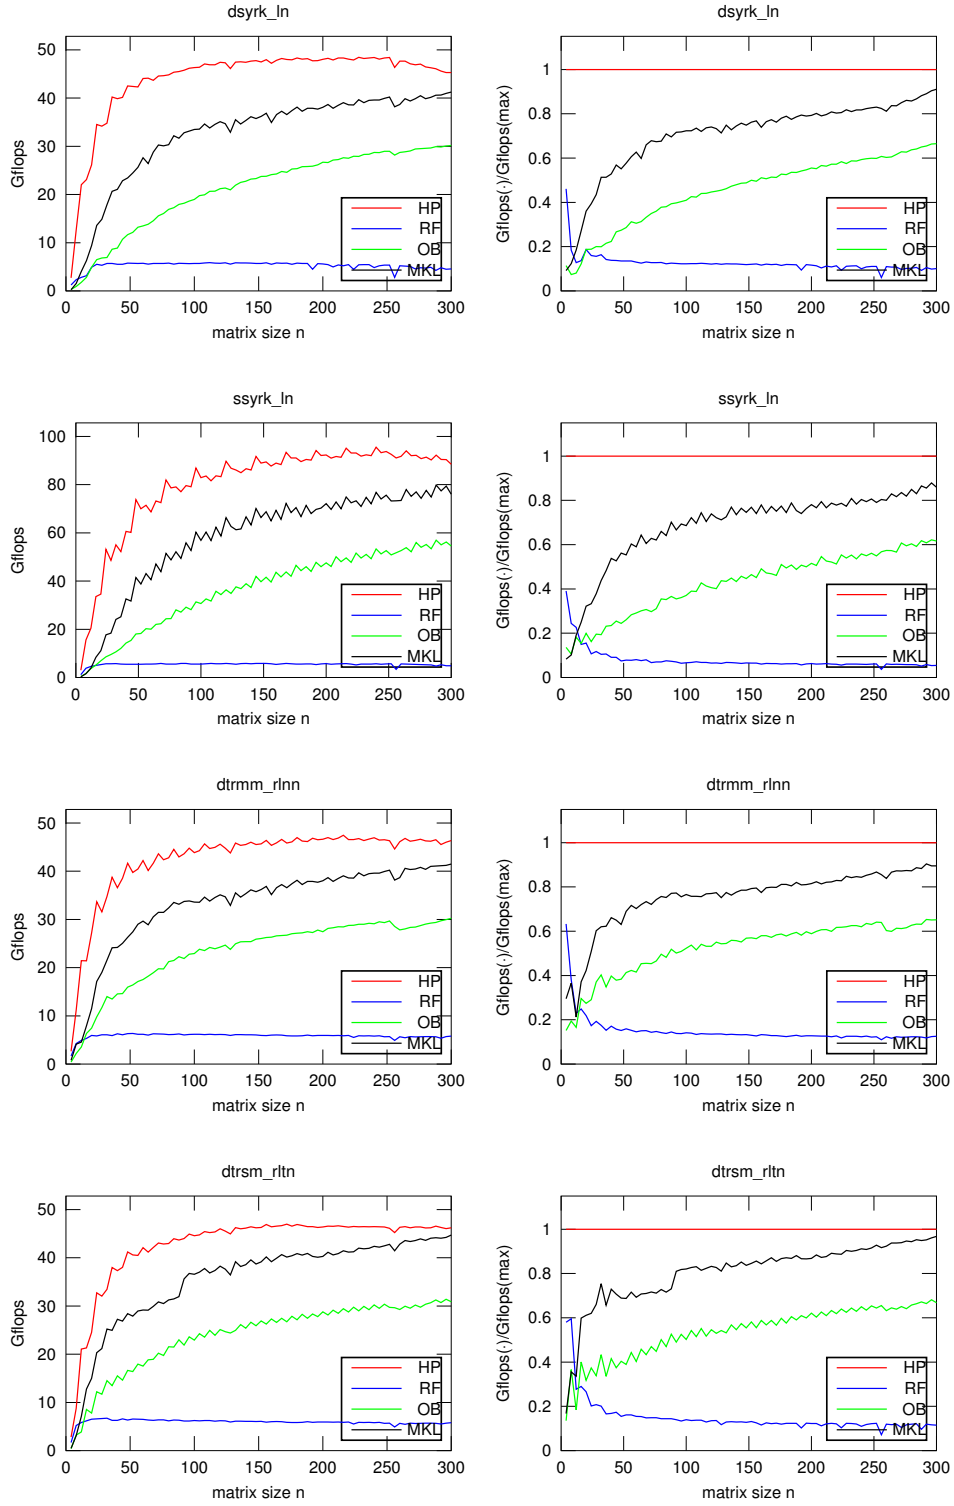 dsyrk_ln
Gflops
50
40
30
20
10
0
0 50 100 150 200 250 300
matrix size n
HP
RF
OB
MKL
dsyrk_ln
Gflops(·)/Gflops(max)
1
0.8
0.6
0.4
0.2
0
0 50 100 150 200 250 300
matrix size n
HP
RF
OB
MKL
ssyrk_ln
Gflops
100
80
60
40
20
0
0 50 100 150 200 250 300
matrix size n
HP
RF
OB
MKL
ssyrk_ln
Gflops(·)/Gflops(max)
1
0.8
0.6
0.4
0.2
0
0 50 100 150 200 250 300
matrix size n
HP
RF
OB
MKL
dtrmm_rlnn
Gflops
50
40
30
20
10
0
0 50 100 150 200 250 300
matrix size n
HP
RF
OB
MKL
dtrmm_rlnn
Gflops(·)/Gflops(max)
1
0.8
0.6
0.4
0.2
0
0 50 100 150 200 250 300
matrix size n
HP
RF
OB
MKL
dtrsm_rltn
Gflops
50
40
30
20
10
0
0 50 100 150 200 250 300
matrix size n
HP
RF
OB
MKL
dtrsm_rltn
Gflops(·)/Gflops(max)
1
0.8
0.6
0.4
0.2
0
0 50 100 150 200 250 300
matrix size n
HP
RF
OB
MKL